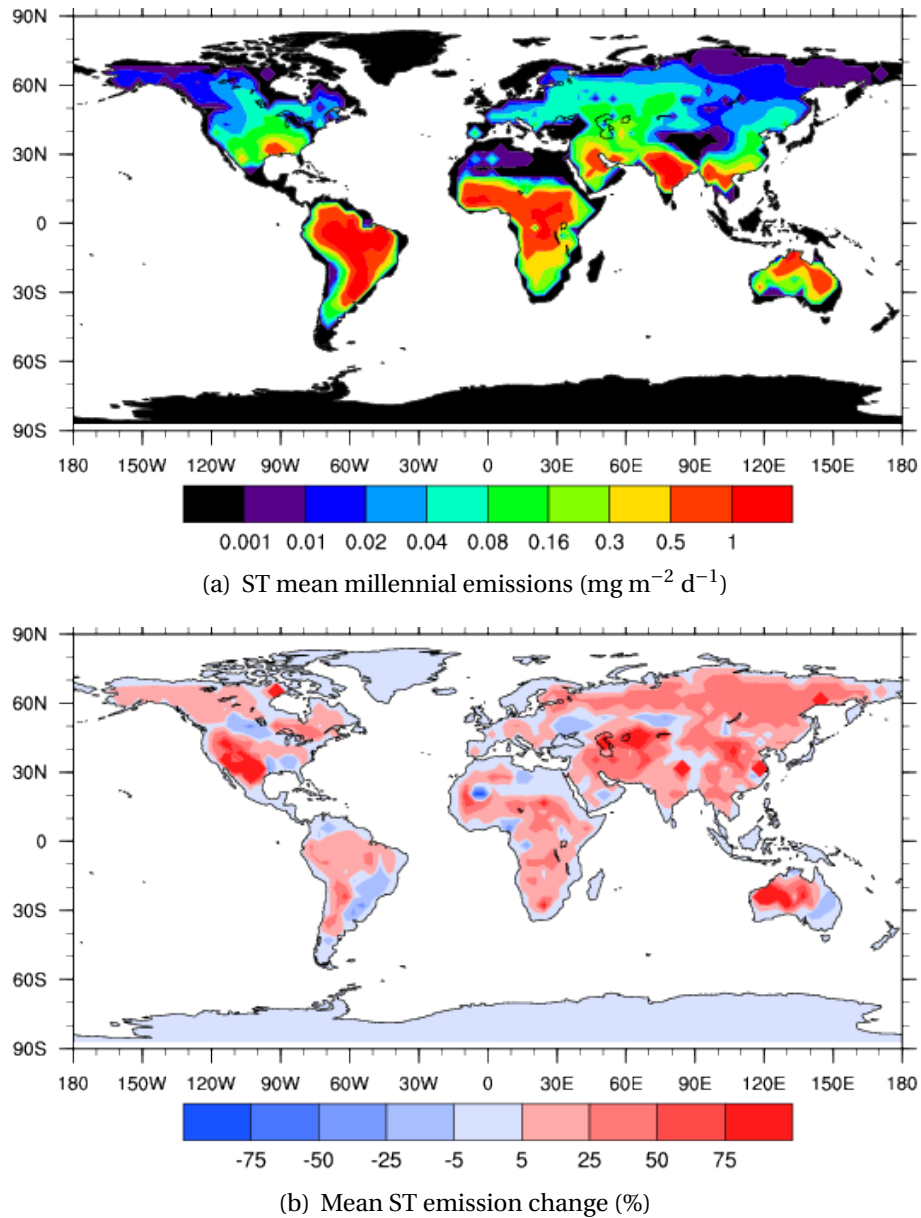 90N
60N
30N
0
30S
60S
90S
180 150W 120W 90W 60W 30W 0 30E 60E 90E 120E 150E 180
0.001 0.01 0.02 0.04 0.08 0.16 0.3 0.5 1
(a) ST mean millennial emissions (mg m⁻² d⁻¹)
90N
60N
30N
0
30S
60S
90S
180 150W 120W 90W 60W 30W 0 30E 60E 90E 120E 150E 180
-75 -50 -25 -5 5 25 50 75
(b) Mean ST emission change (%)